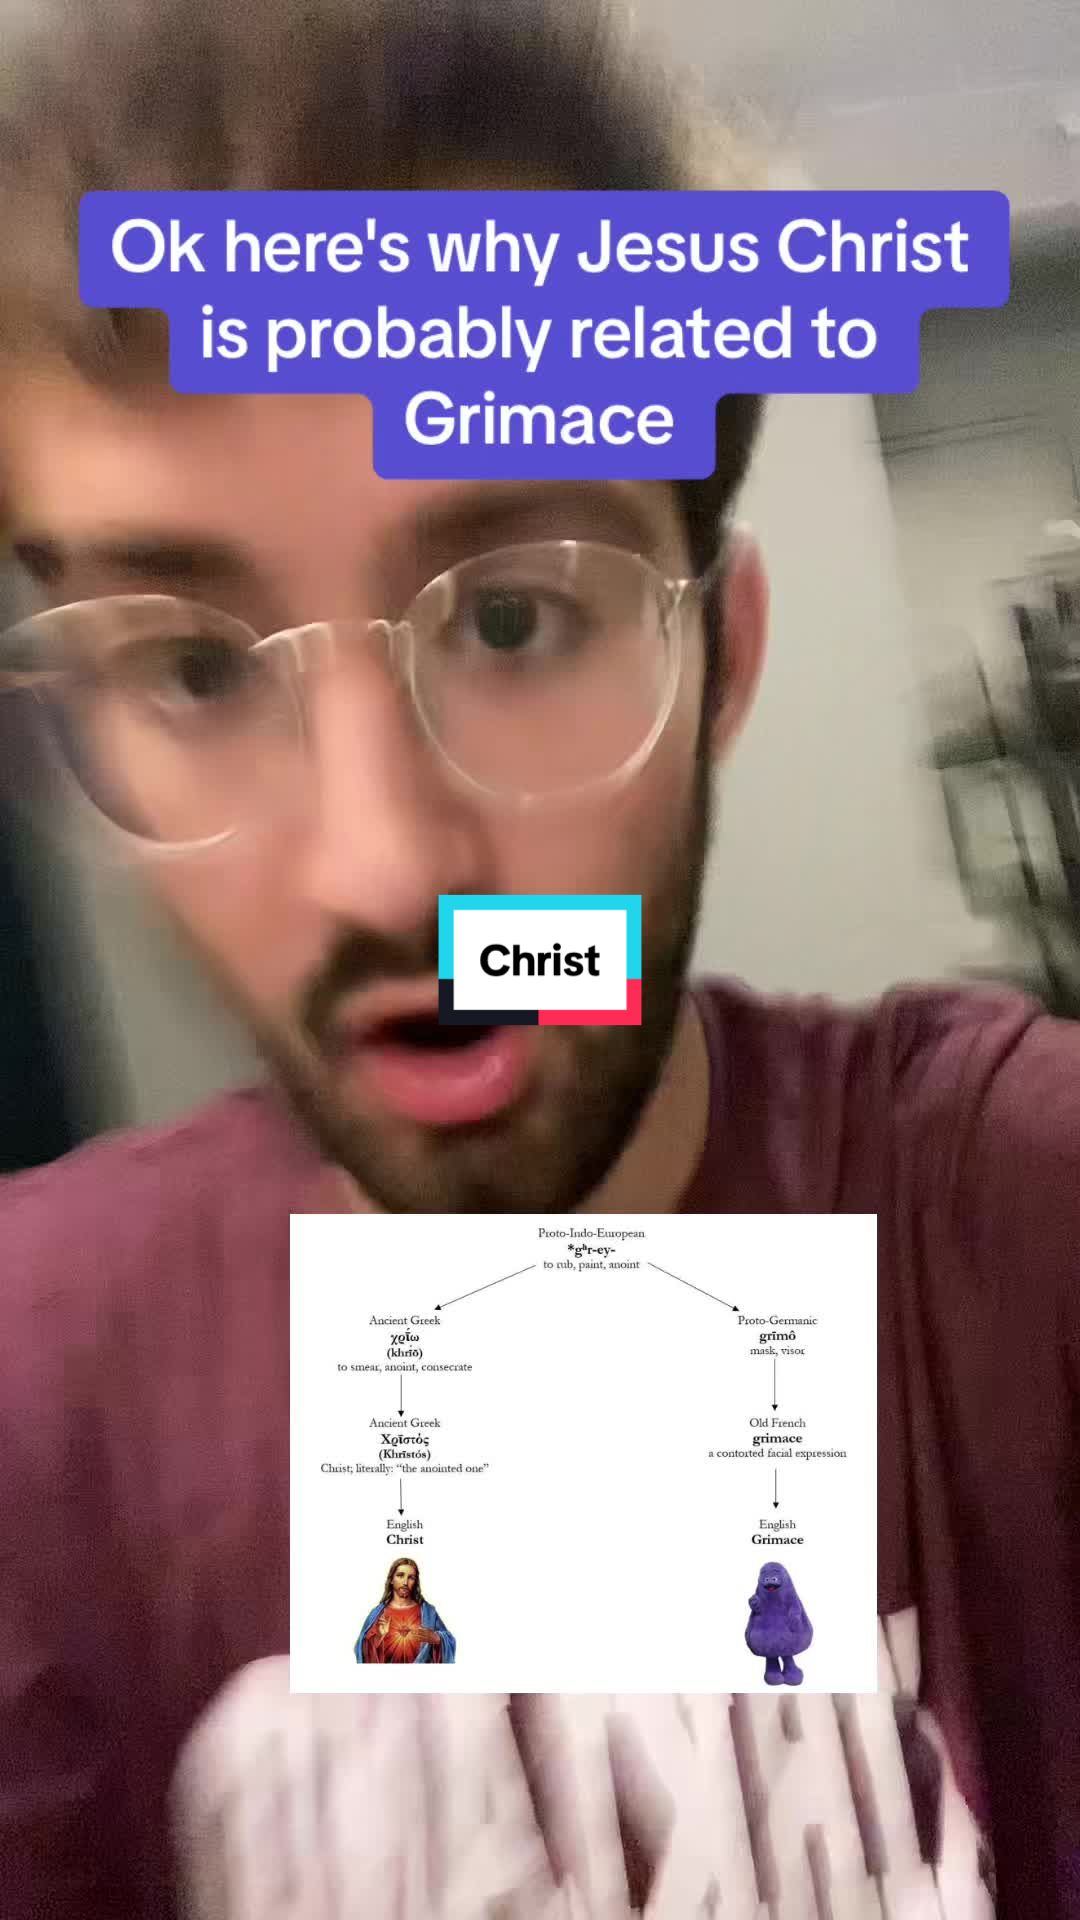 Ok here's why Jesus Christ
is probably related to
Grimace
Christ
Proto-Indo-European
*gʰr-ey-
to rub, paint, anoint
Ancient Greek
χρῑ́ω
(khrī́ō)
to smear, anoint, consecrate
Proto-Germanic
grīmô
mask, visor
Ancient Greek
Χρῑστός
(Khrīstós)
Christ; literally: “the anointed one”
Old French
grimace
a contorted facial expression
English
Christ
English
Grimace